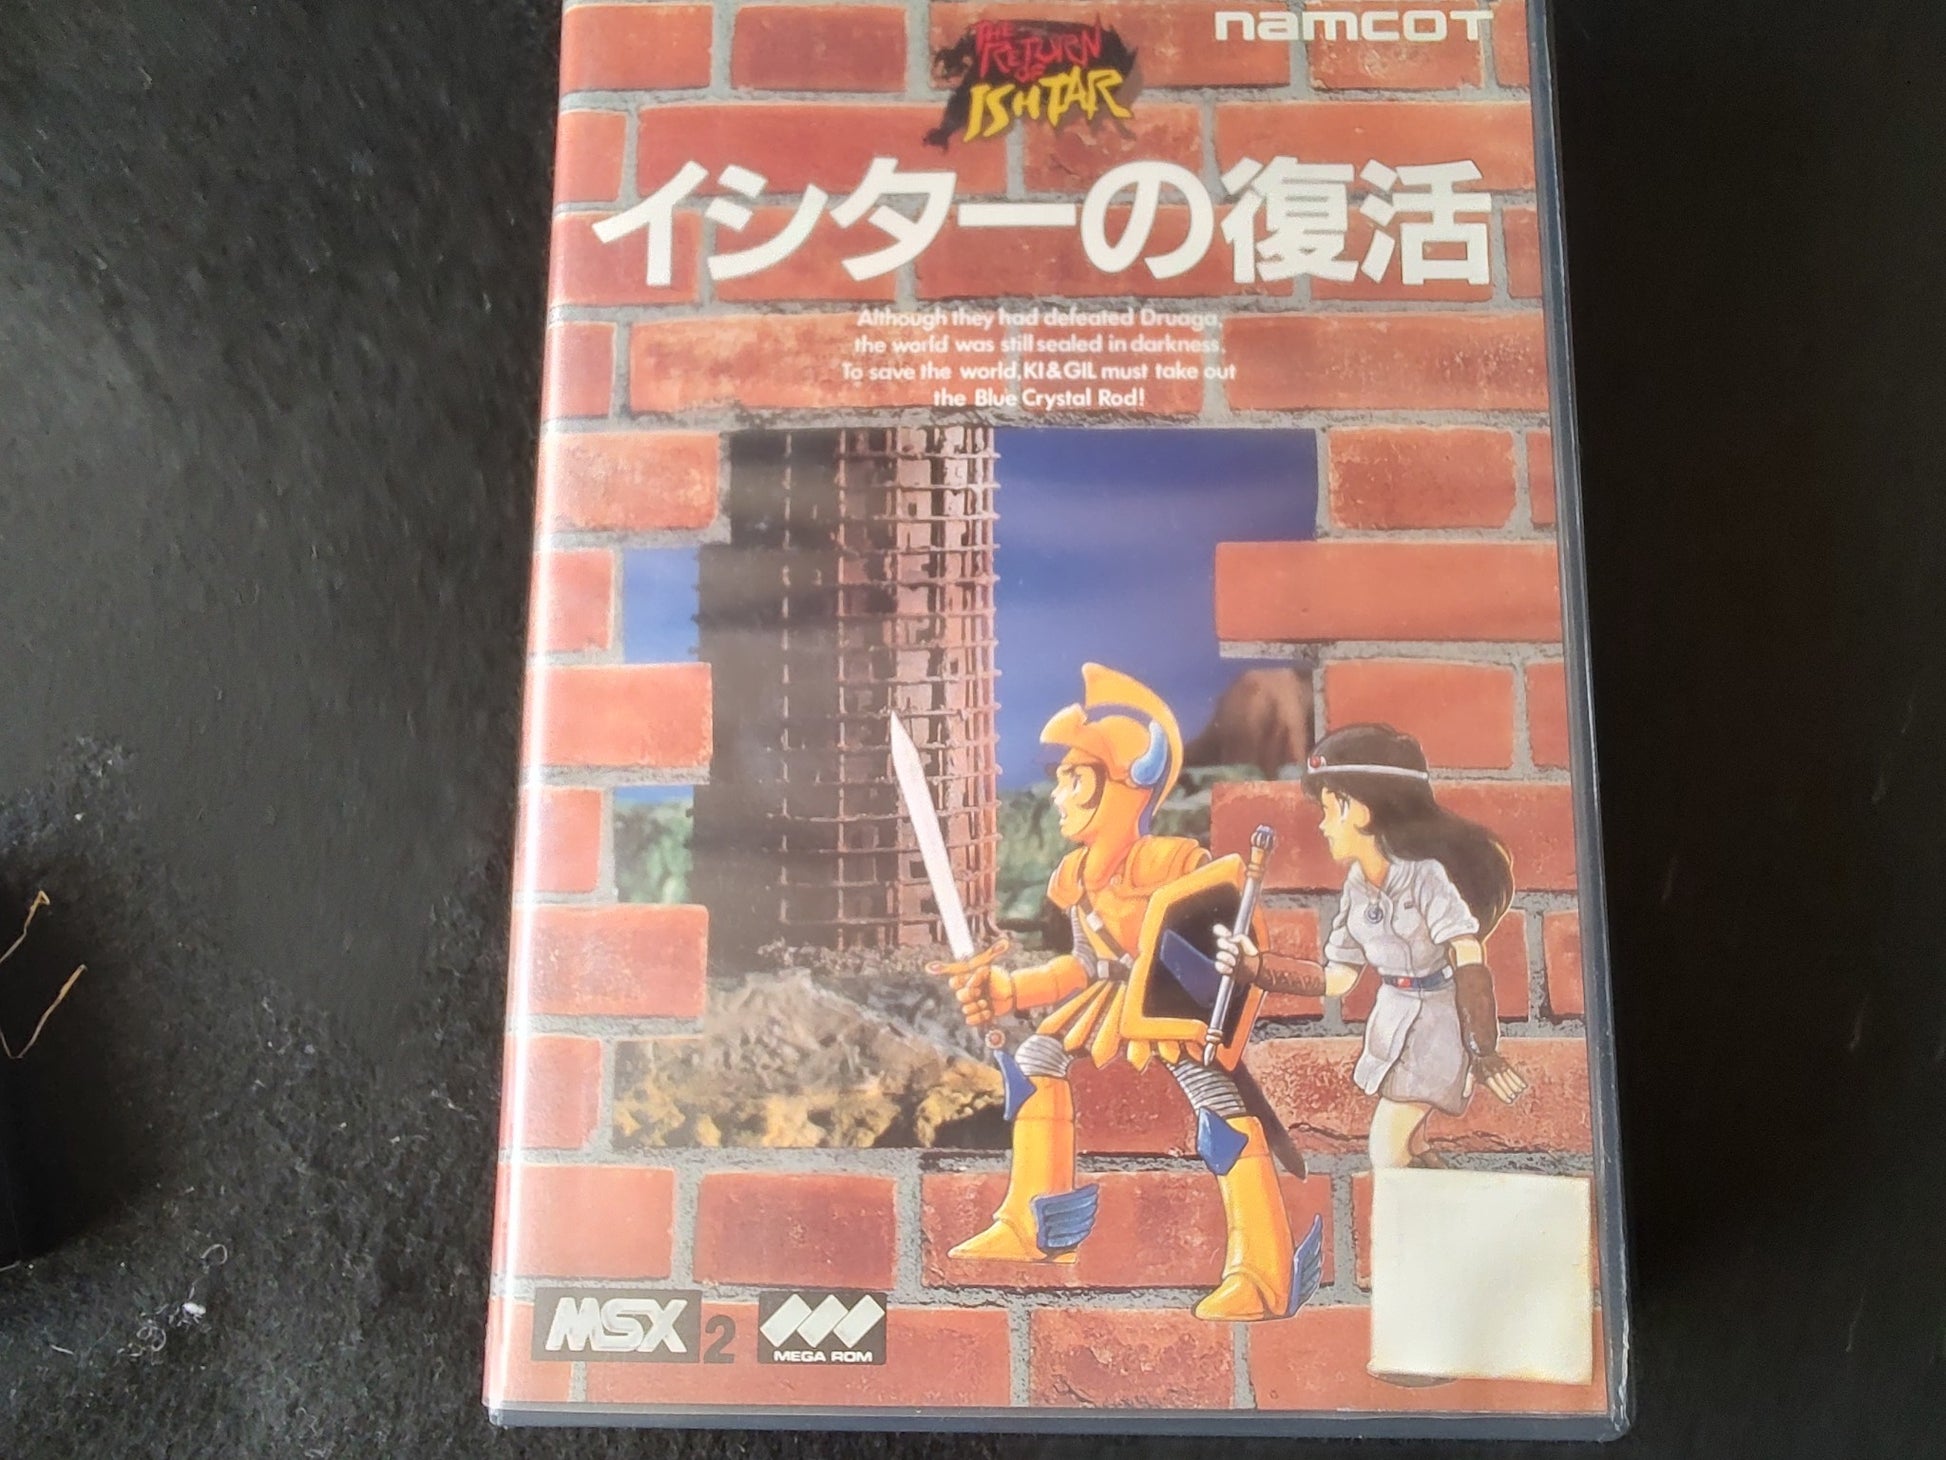 namcoT
THE
RETURN
OF
ISHTAR
イシターの復活
Although they had defeated Druaga,
the world was still sealed in darkness.
To save the world,KI&GIL must take out
the Blue Crystal Rod!
MSX 2
MEGA ROM